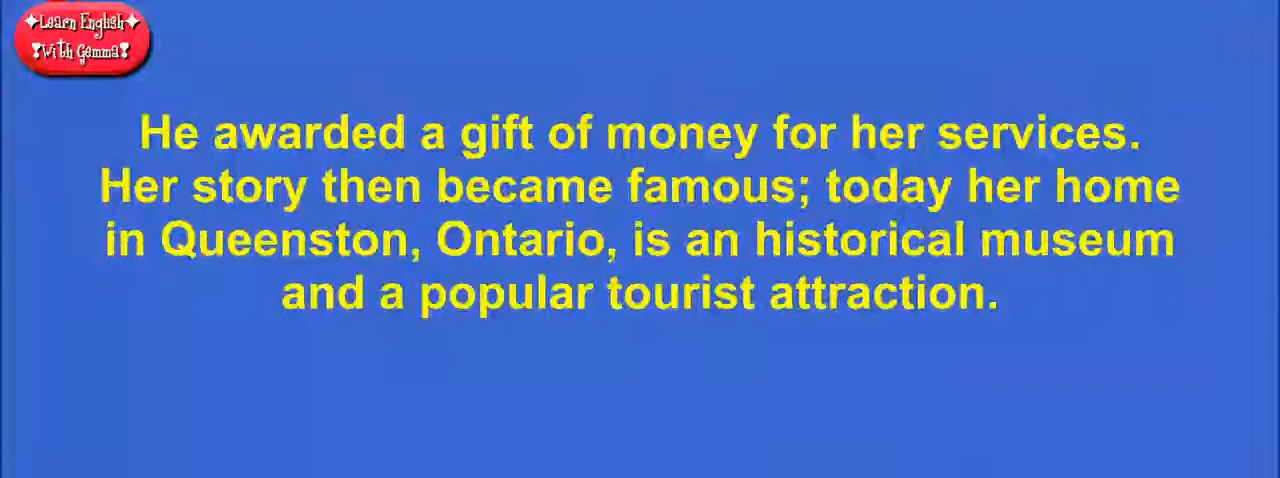 Learn English
With Gemma
He awarded a gift of money for her services.
Her story then became famous; today her home
in Queenston, Ontario, is an historical museum
and a popular tourist attraction.